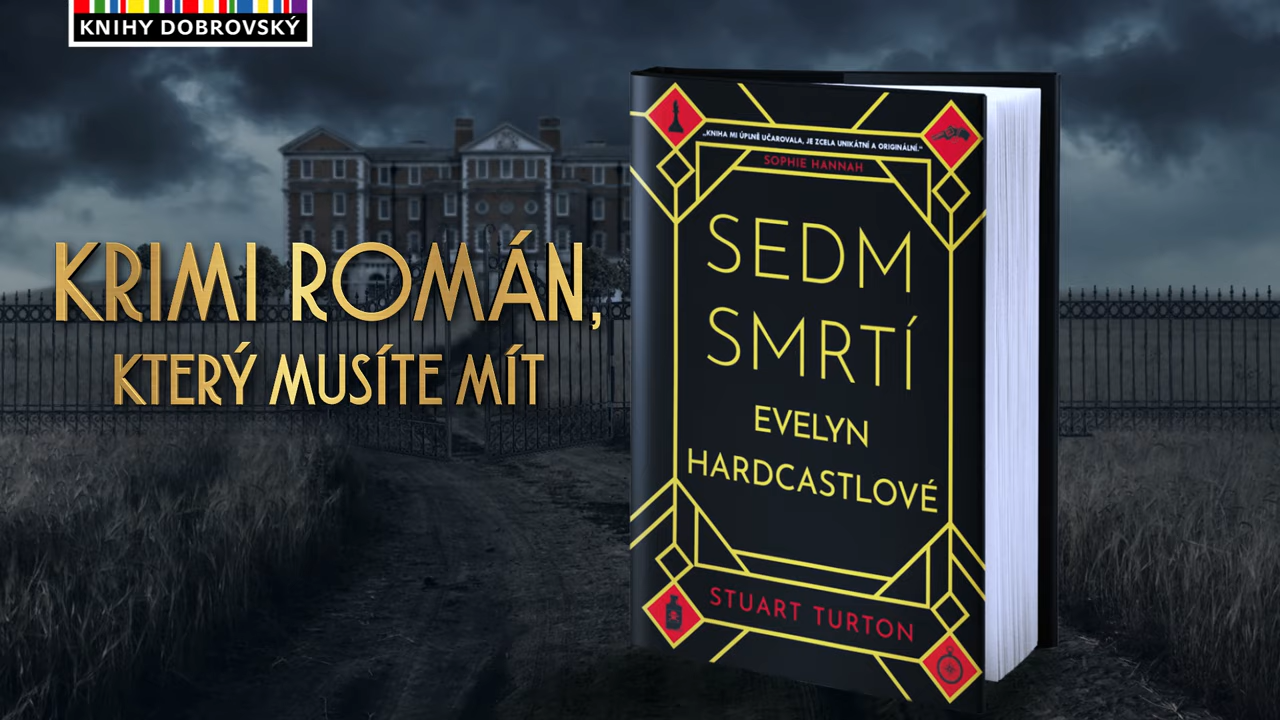 KNIHY DOBROVSKÝ
KRIMI ROMÁN,
KTERÝ MUSÍTE MÍT
„KNIHA MI ÚPLNĚ UČAROVALA, JE ZCELA UNIKÁTNÍ A ORIGINÁLNÍ.“
SOPHIE HANNAH
SEDM
SMRTÍ
EVELYN
HARDCASTLOVÉ
STUART TURTON